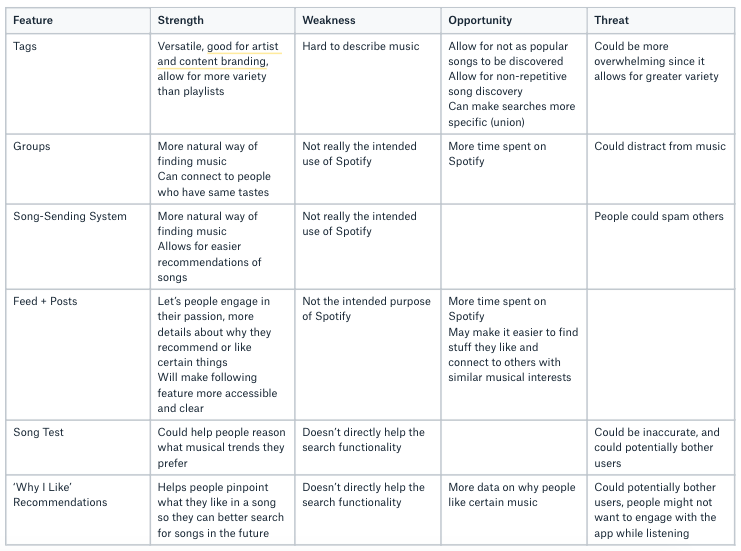 Feature
Strength
Weakness
Opportunity
Threat
Tags
Versatile, good for artist
and content branding,
allow for more variety
than playlists
Hard to describe music
Allow for not as popular
songs to be discovered
Allow for non-repetitive
song discovery
Can make searches more
specific (union)
Could be more
overwhelming since it
allows for greater variety
Groups
More natural way of
finding music
Can connect to people
who have same tastes
Not really the intended
use of Spotify
More time spent on
Spotify
Could distract from music
Song-Sending System
More natural way of
finding music
Allows for easier
recommendations of
songs
Not really the intended
use of Spotify
People could spam others
Feed + Posts
Let's people engage in
their passion, more
details about why they
recommend or like
certain things
Will make following
feature more accessible
and clear
Not the intended purpose
of Spotify
More time spent on
Spotify
May make it easier to find
stuff they like and
connect to others with
similar musical interests
Song Test
Could help people reason
what musical trends they
prefer
Doesn't directly help the
search functionality
Could be inaccurate, and
could potentially bother
users
'Why I Like'
Recommendations
Helps people pinpoint
what they like in a song
so they can better search
for songs in the future
Doesn't directly help the
search functionality
More data on why people
like certain music
Could potentially bother
users, people might not
want to engage with the
app while listening